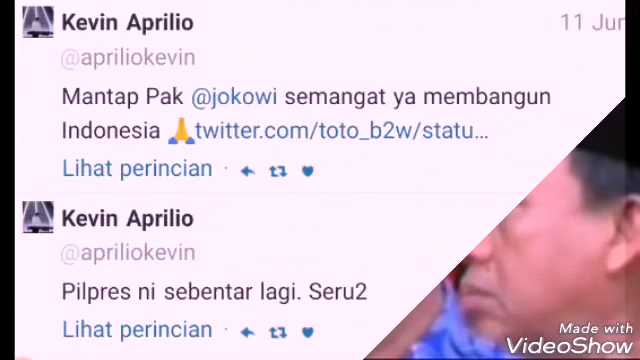 Kevin Aprilio
11 Jun
@apriliokevin
Mantap Pak @jokowi semangat ya membangun
Indonesia 🙏twitter.com/toto_b2w/statu...
Lihat perincian ·
Kevin Aprilio
@apriliokevin
Pilpres ni sebentar lagi. Seru2
Lihat perincian ·
Made with
VideoShow